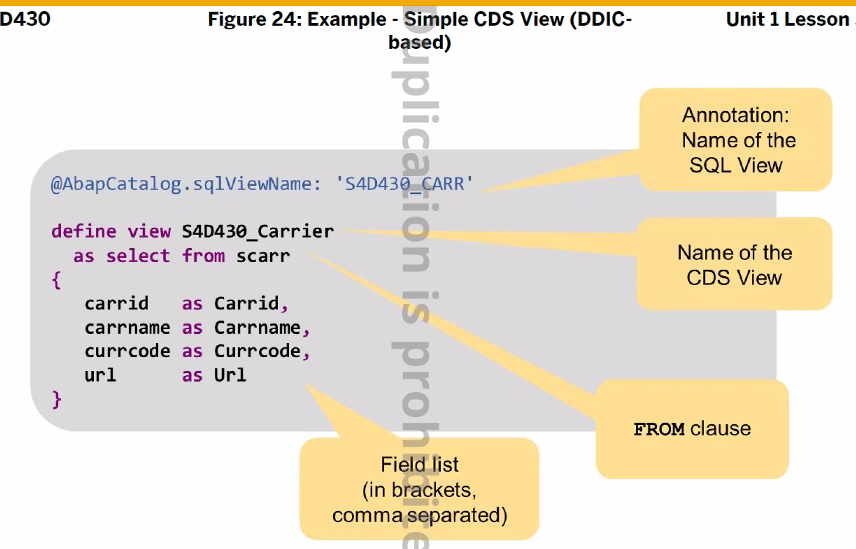 D430
Figure 24: Example - Simple CDS View (DDIC-
based)
Unit 1 Lesson
Duplication is prohibite
Annotation:
Name of the
SQL View
@AbapCatalog.sqlViewName: 'S4D430_CARR'
define view S4D430_Carrier
as select from scarr
{
carrid as Carrid,
carrname as Carrname,
currcode as Currcode,
url as Url
}
Name of the
CDS View
FROM clause
Field list
(in brackets,
comma separated)